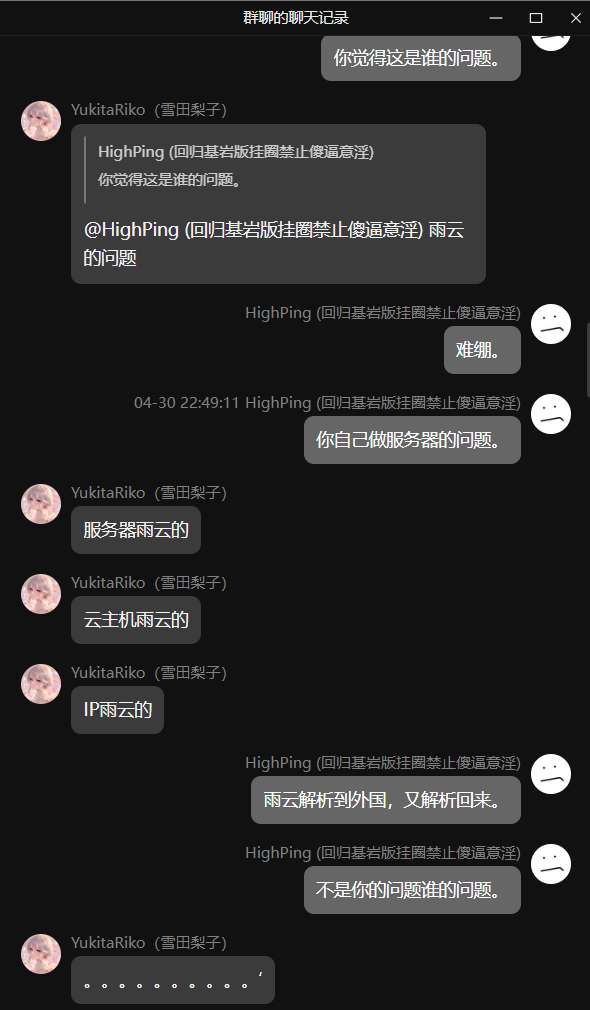 群聊的聊天记录
你觉得这是谁的问题。
YukitaRiko（雪田梨子）
HighPing (回归基岩版挂圈禁止傻逼意淫)
你觉得这是谁的问题。
@HighPing (回归基岩版挂圈禁止傻逼意淫) 雨云
的问题
HighPing (回归基岩版挂圈禁止傻逼意淫)
难绷。
04-30 22:49:11 HighPing (回归基岩版挂圈禁止傻逼意淫)
你自己做服务器的问题。
YukitaRiko（雪田梨子）
服务器雨云的
YukitaRiko（雪田梨子）
云主机雨云的
YukitaRiko（雪田梨子）
IP雨云的
HighPing (回归基岩版挂圈禁止傻逼意淫)
雨云解析到外国，又解析回来。
HighPing (回归基岩版挂圈禁止傻逼意淫)
不是你的问题谁的问题。
YukitaRiko（雪田梨子）
。。。。。。。。。。‘